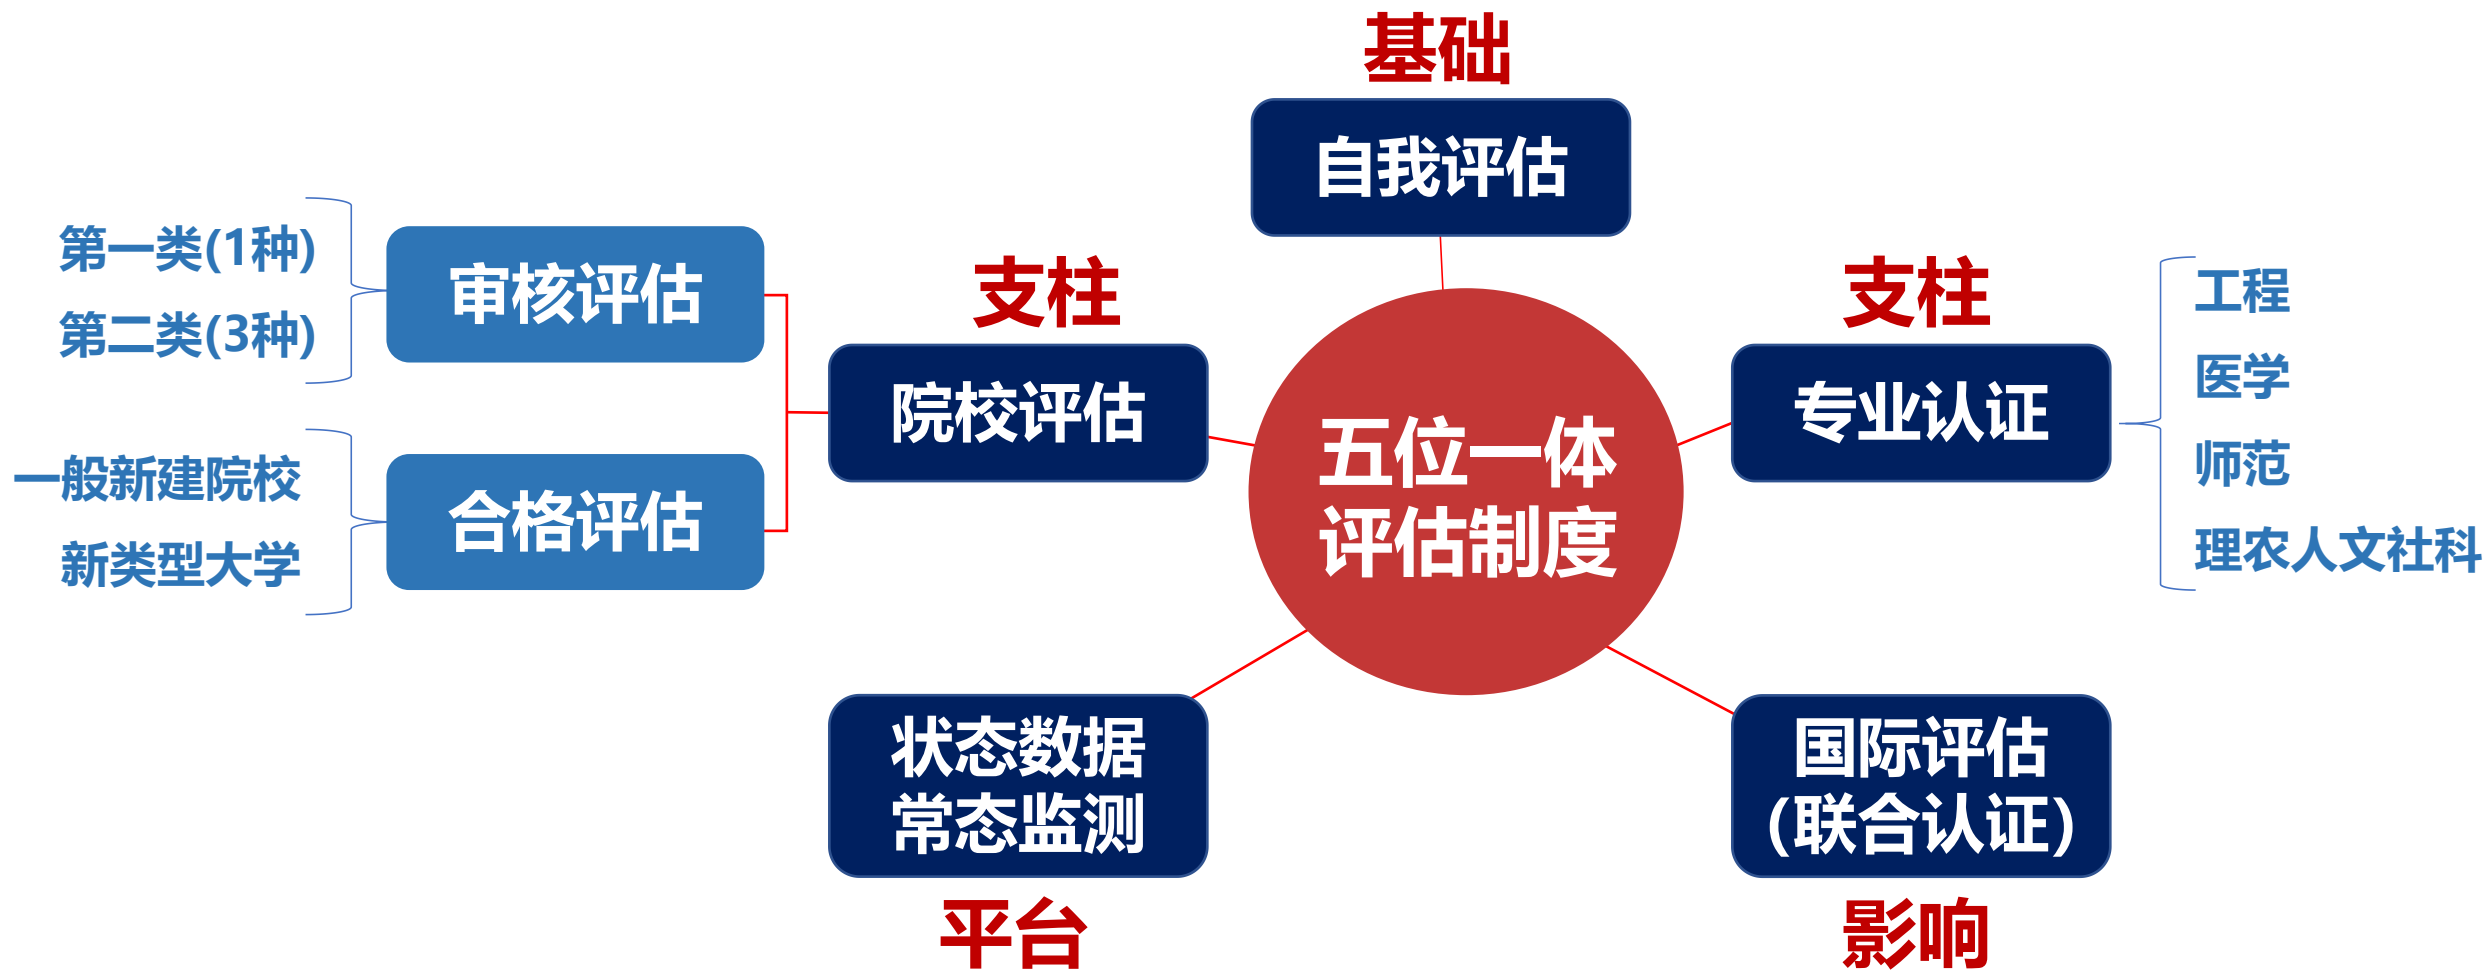 基础
自我评估
支柱
院校评估
审核评估
第一类(1种)
第二类(3种)
合格评估
一般新建院校
新类型大学
五位一体
评估制度
支柱
专业认证
工程
医学
师范
理农人文社科
状态数据
常态监测
平台
国际评估
(联合认证)
影响